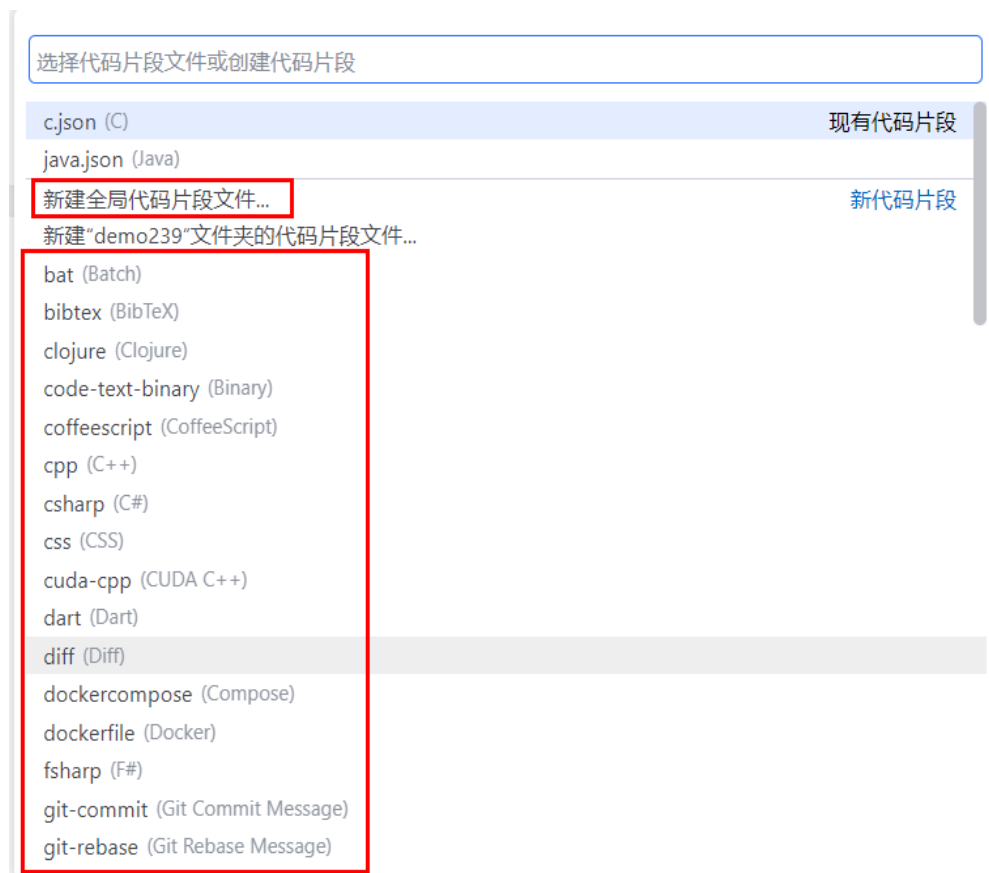 选择代码片段文件或创建代码片段
c.json (C) 现有代码片段
java.json (Java)
新建全局代码片段文件... 新代码片段
新建“demo239”文件夹的代码片段文件...
bat (Batch)
bibtex (BibTeX)
clojure (Clojure)
code-text-binary (Binary)
coffeescript (CoffeeScript)
cpp (C++)
csharp (C#)
css (CSS)
cuda-cpp (CUDA C++)
dart (Dart)
diff (Diff)
dockercompose (Compose)
dockerfile (Docker)
fsharp (F#)
git-commit (Git Commit Message)
git-rebase (Git Rebase Message)